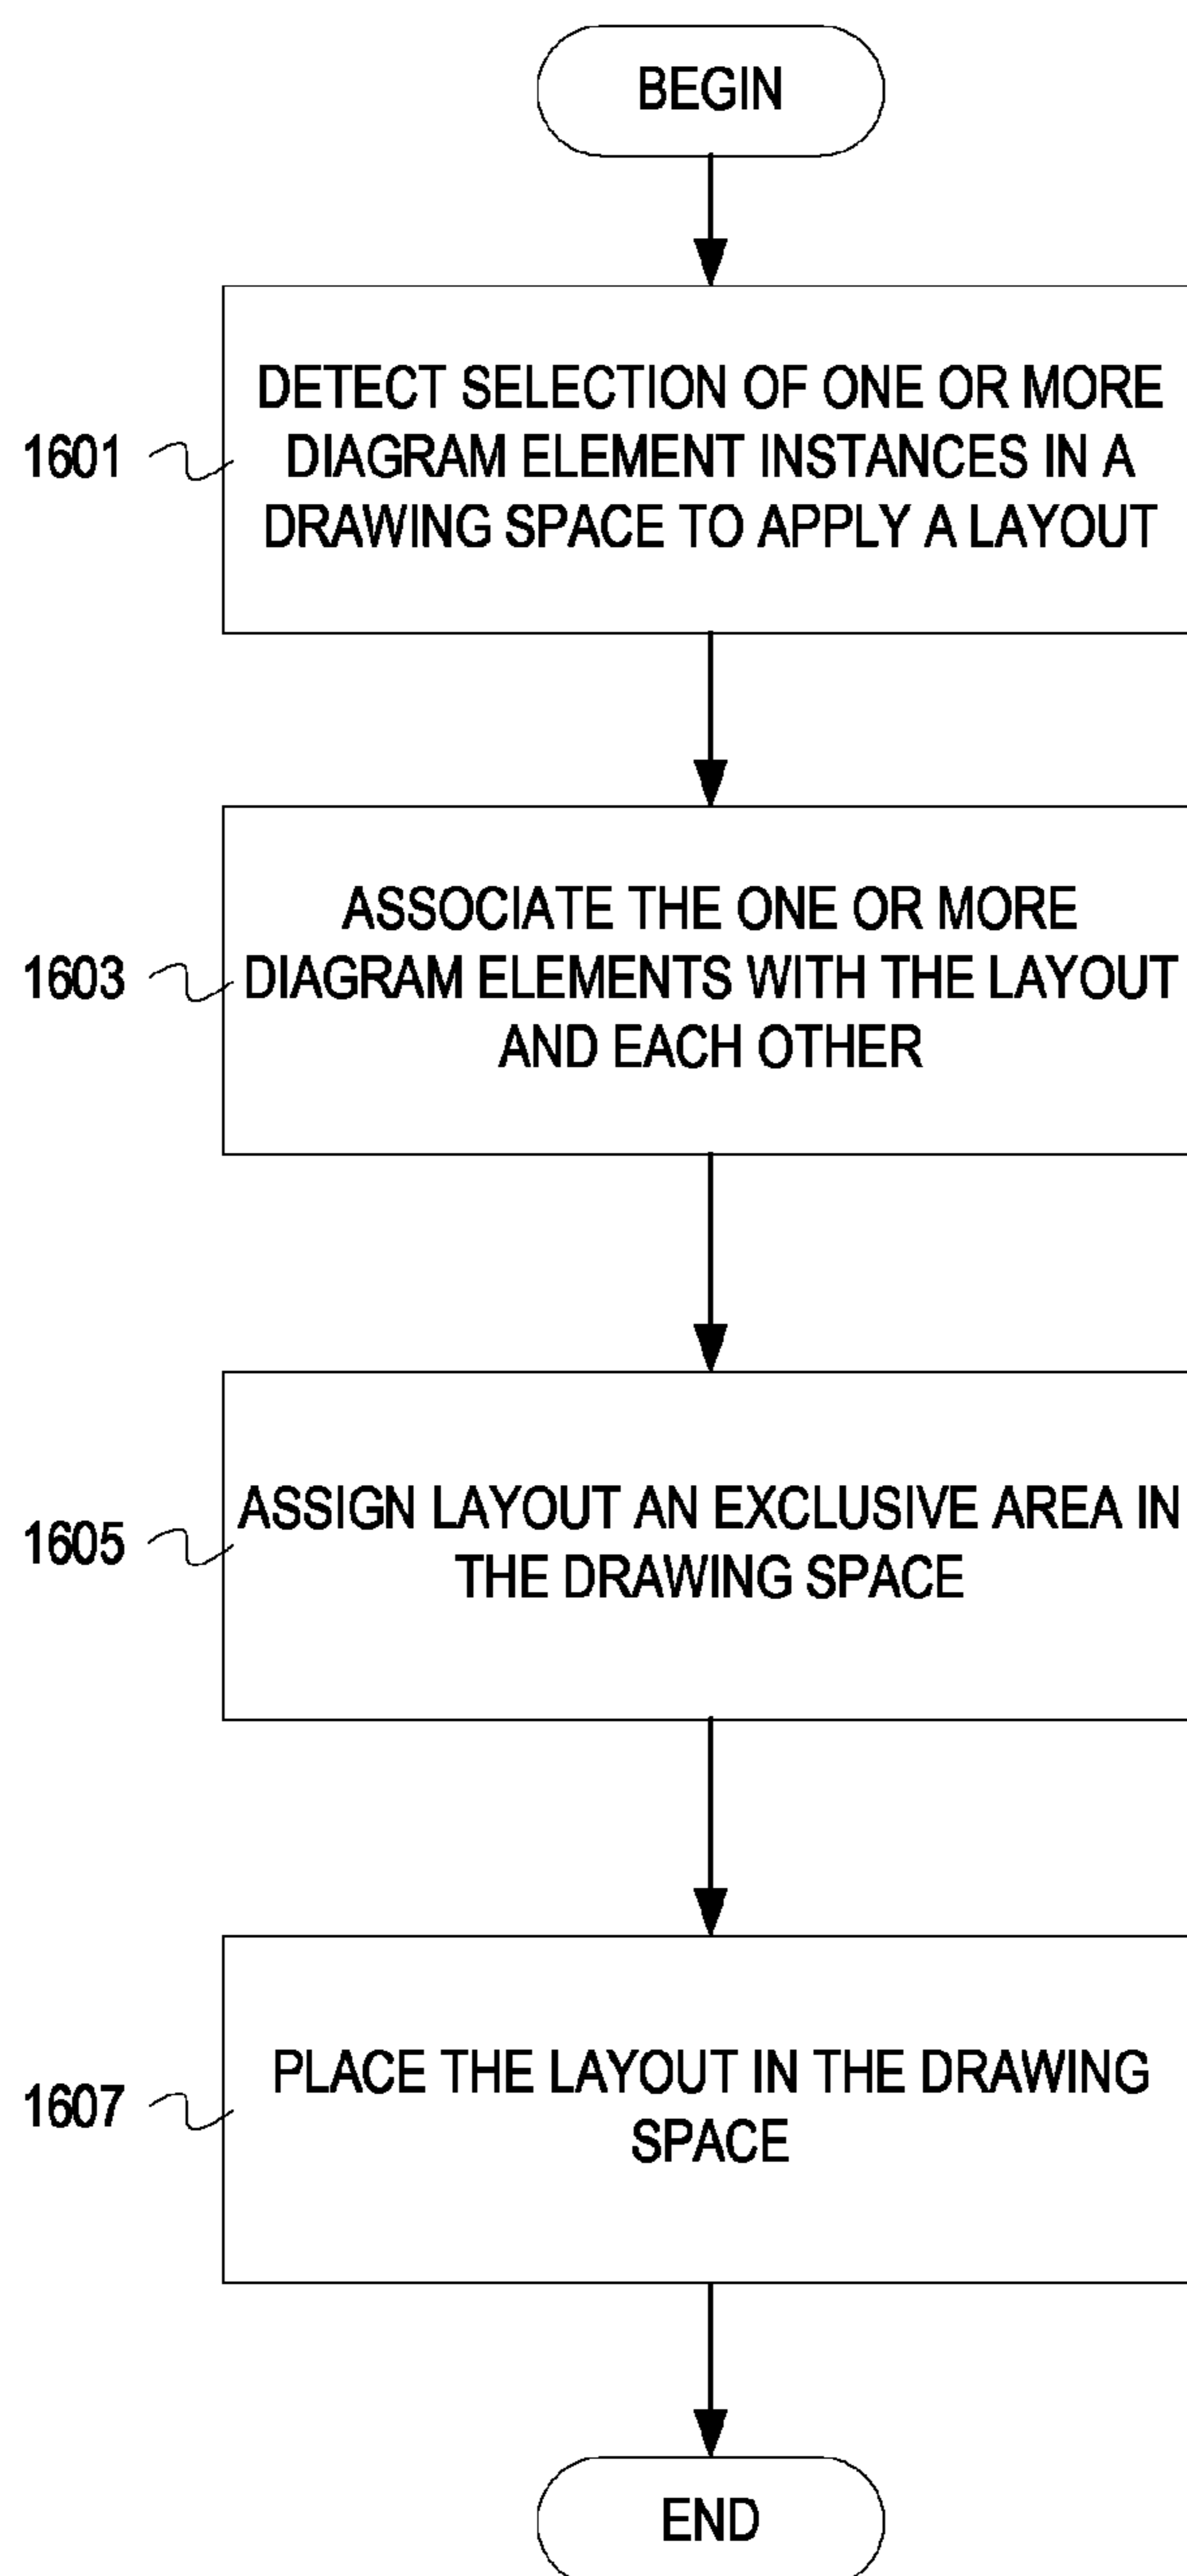 BEGIN
1601
DETECT SELECTION OF ONE OR MORE
DIAGRAM ELEMENT INSTANCES IN A
DRAWING SPACE TO APPLY A LAYOUT
1603
ASSOCIATE THE ONE OR MORE
DIAGRAM ELEMENTS WITH THE LAYOUT
AND EACH OTHER
1605
ASSIGN LAYOUT AN EXCLUSIVE AREA IN
THE DRAWING SPACE
1607
PLACE THE LAYOUT IN THE DRAWING
SPACE
END